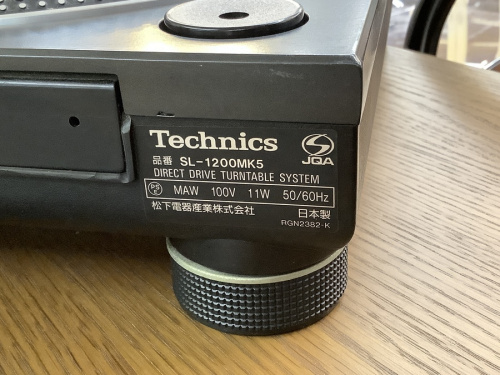 Technics
JQA
品番 SL-1200MK5
DIRECT DRIVE TURNTABLE SYSTEM
PS E MAW 100V 11W 50/60Hz
松下電器産業株式会社 日本製
RGN2382-K